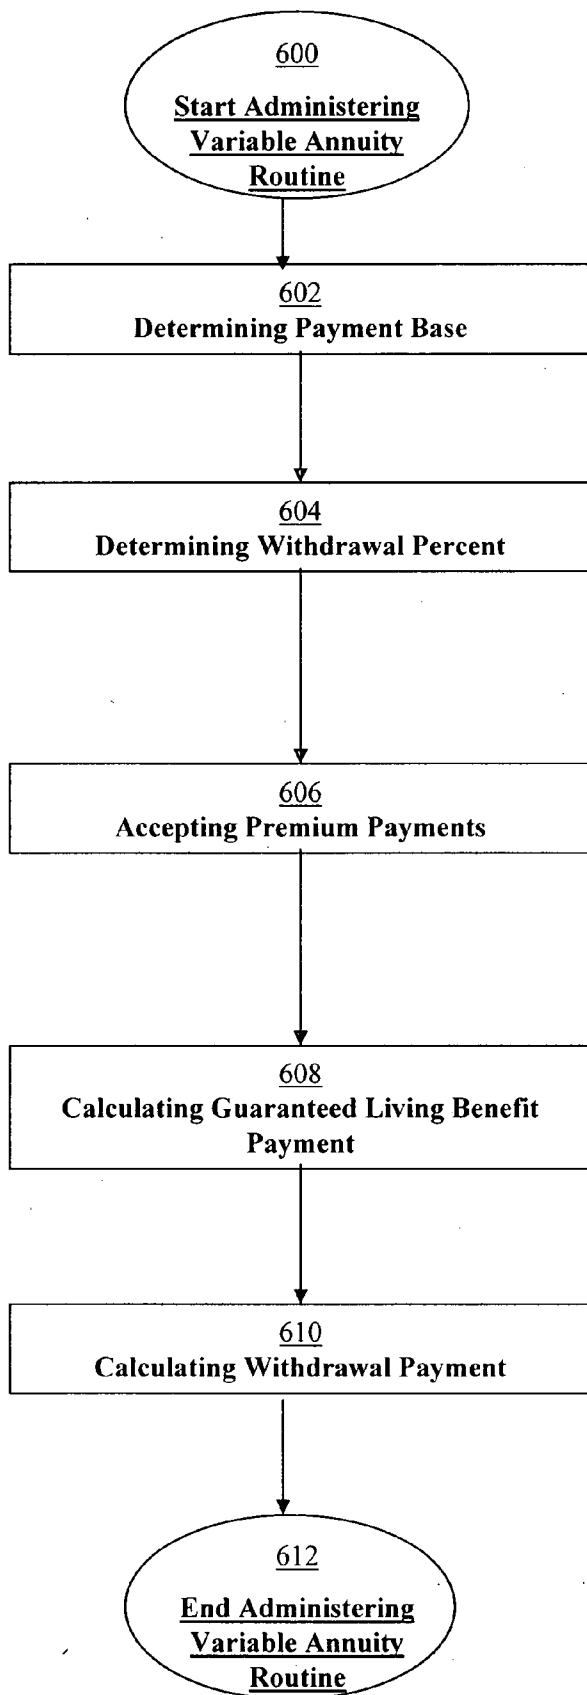 600
Start Administering
Variable Annuity
Routine
602
Determining Payment Base
604
Determining Withdrawal Percent
606
Accepting Premium Payments
608
Calculating Guaranteed Living Benefit
Payment
610
Calculating Withdrawal Payment
612
End Administering
Variable Annuity
Routine